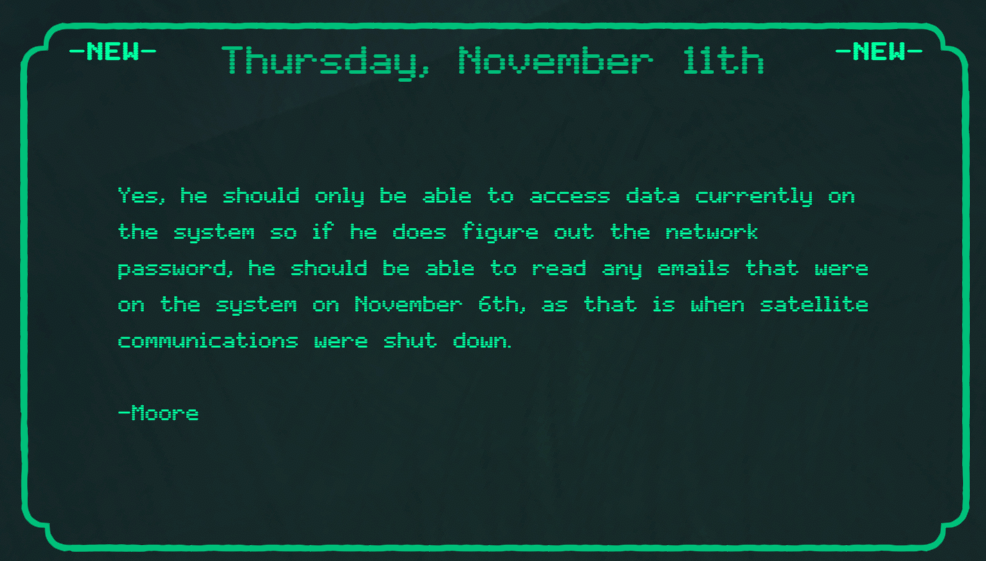 -NEW- Thursday, November 11th -NEW-
Yes, he should only be able to access data currently on
the system so if he does figure out the network
password, he should be able to read any emails that were
on the system on November 6th, as that is when satellite
communications were shut down.
-Moore